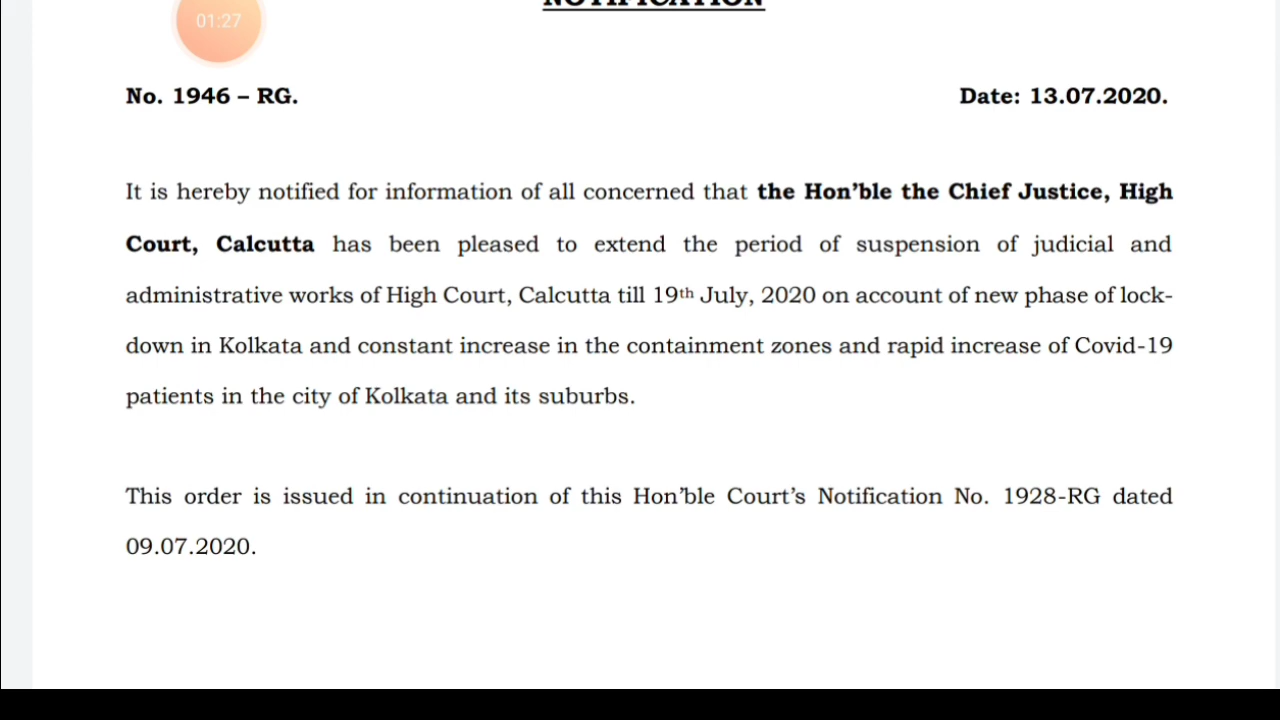 NOTIFICATION
01:27
No. 1946 – RG.
Date: 13.07.2020.
It is hereby notified for information of all concerned that the Hon’ble the Chief Justice, High
Court, Calcutta has been pleased to extend the period of suspension of judicial and
administrative works of High Court, Calcutta till 19th July, 2020 on account of new phase of lock-
down in Kolkata and constant increase in the containment zones and rapid increase of Covid-19
patients in the city of Kolkata and its suburbs.
This order is issued in continuation of this Hon’ble Court’s Notification No. 1928-RG dated
09.07.2020.